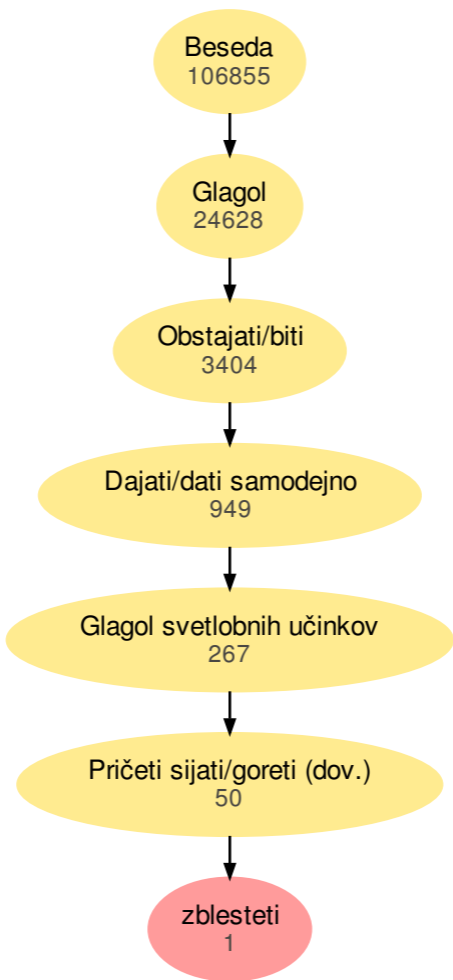 Beseda
106855
Glagol
24628
Obstajati/biti
3404
Dajati/dati samodejno
949
Glagol svetlobnih učinkov
267
Pričeti sijati/goreti (dov.)
50
zblesteti
1